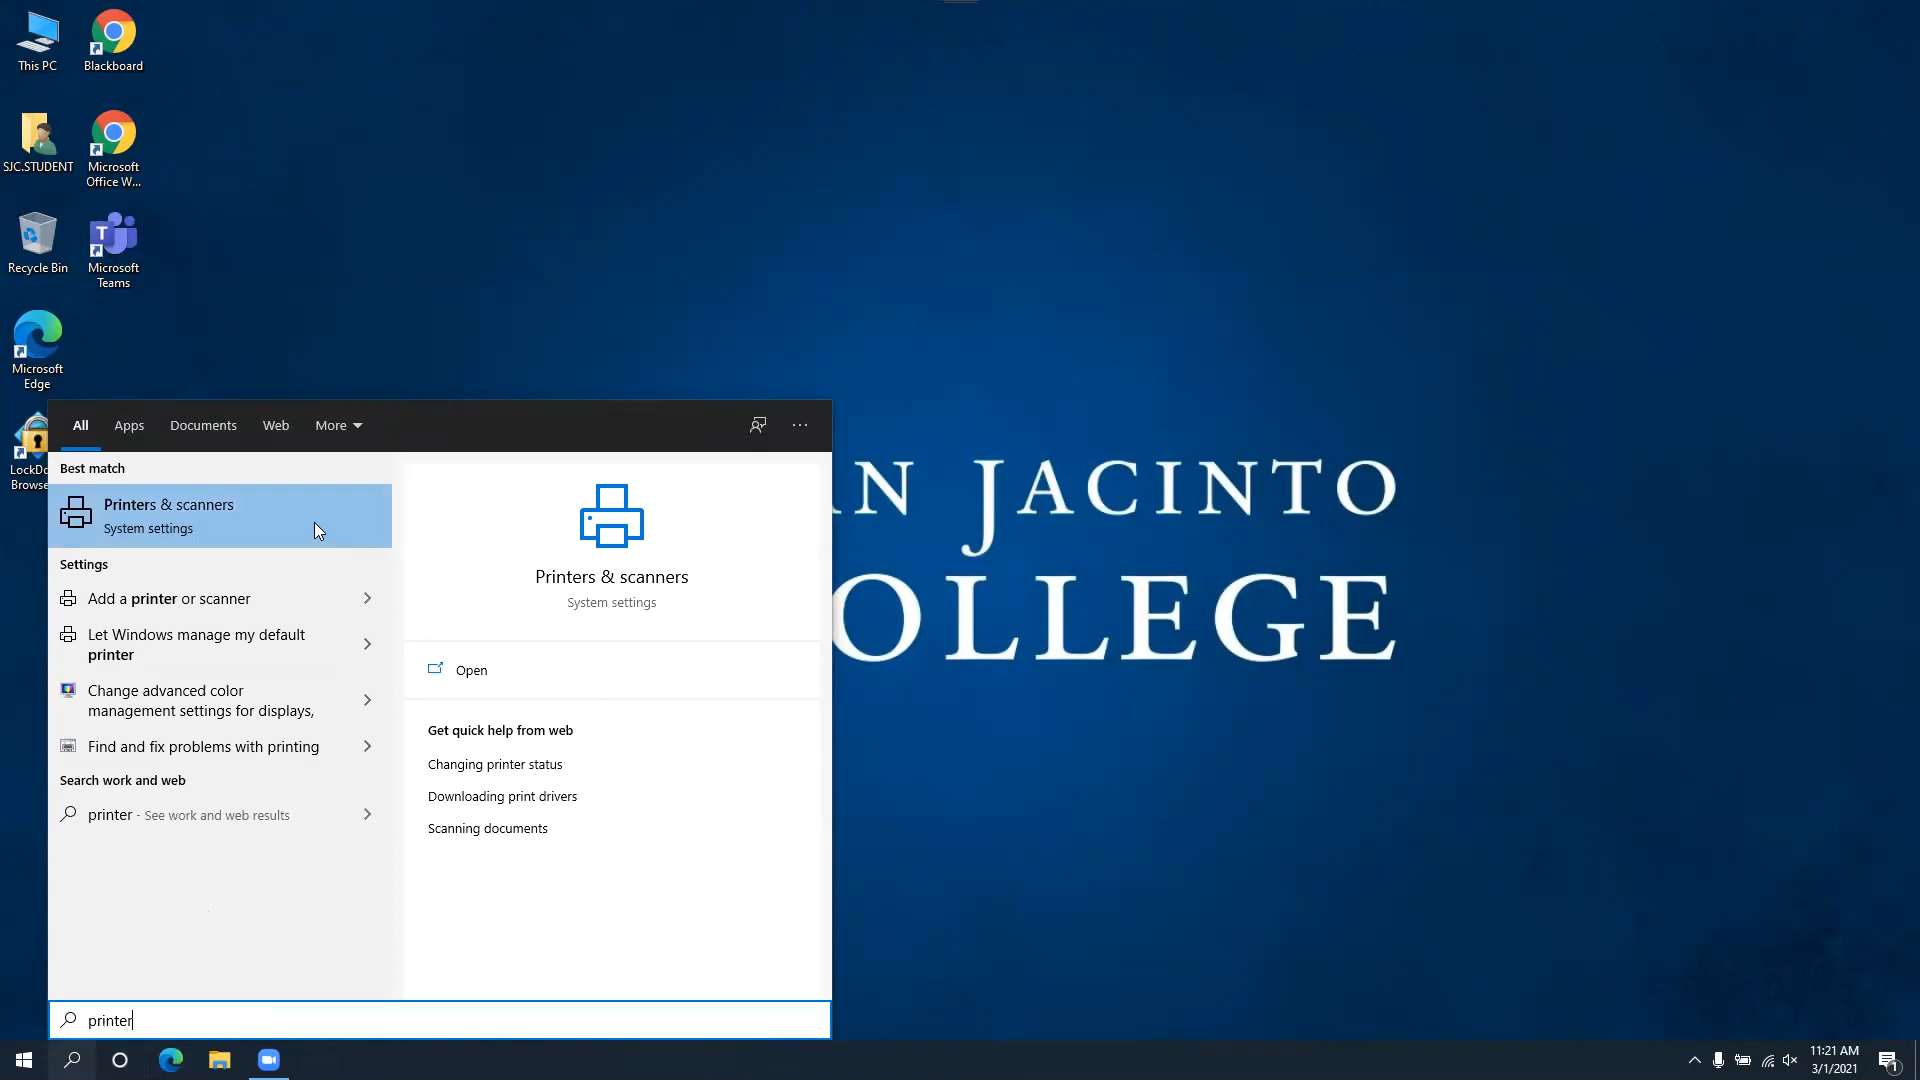 This PC
Blackboard
SJC.STUDENT
Microsoft
Office W...
Recycle Bin
Microsoft
Teams
Microsoft
Edge
LockDo
Browse
All
Apps
Documents
Web
More
Best match
Printers & scanners
System settings
Settings
Add a printer or scanner
Let Windows manage my default
printer
Change advanced color
management settings for displays,
Find and fix problems with printing
Search work and web
printer - See work and web results
Printers & scanners
System settings
Open
Get quick help from web
Changing printer status
Downloading print drivers
Scanning documents
AN JACINTO
OLLEGE
printer
11:21 AM
3/1/2021
1